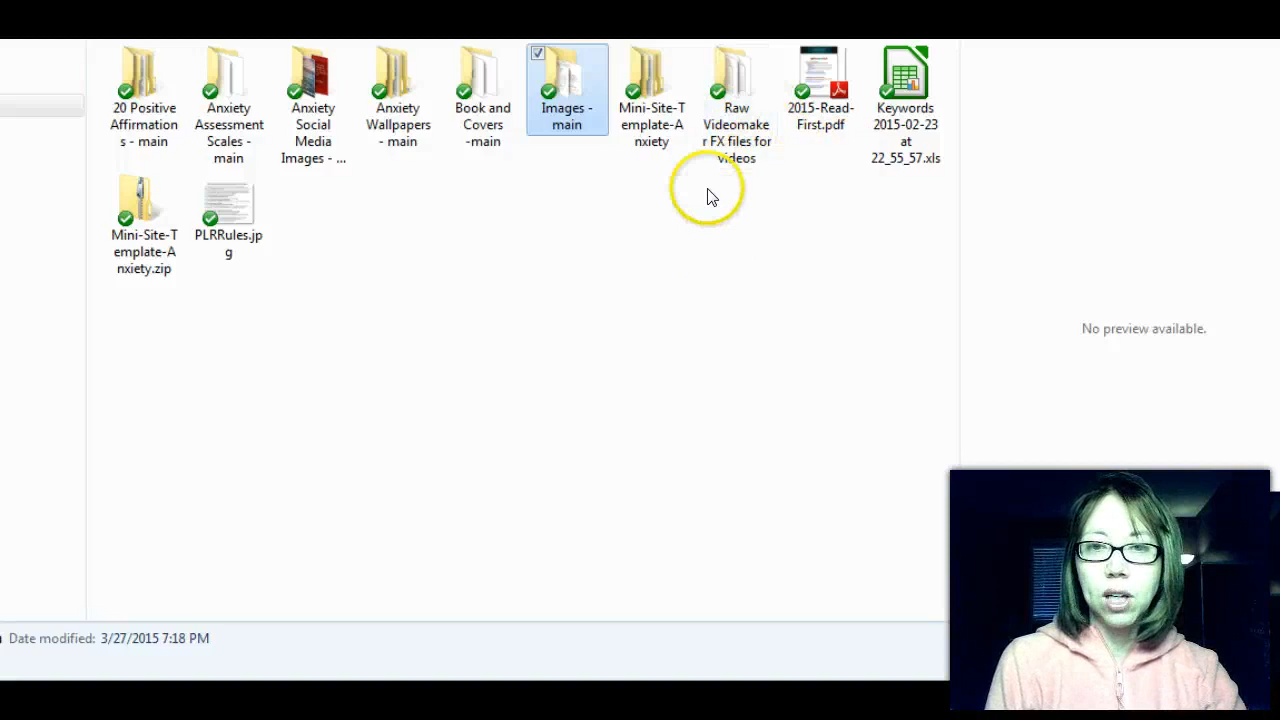 20 Positive
Affirmation
s - main
Anxiety
Assessment
Scales -
main
Anxiety
Social
Media
Images - ...
Anxiety
Wallpapers
- main
Book and
Covers
-main
Images -
main
Mini-Site-T
emplate-A
nxiety
Raw
Videomake
r FX files for
videos
2015-Read-
First.pdf
Keywords
2015-02-23
at
22_55_57.xls
Mini-Site-T
emplate-A
nxiety.zip
PLRRules.jp
g
No preview available.
Date modified: 3/27/2015 7:18 PM